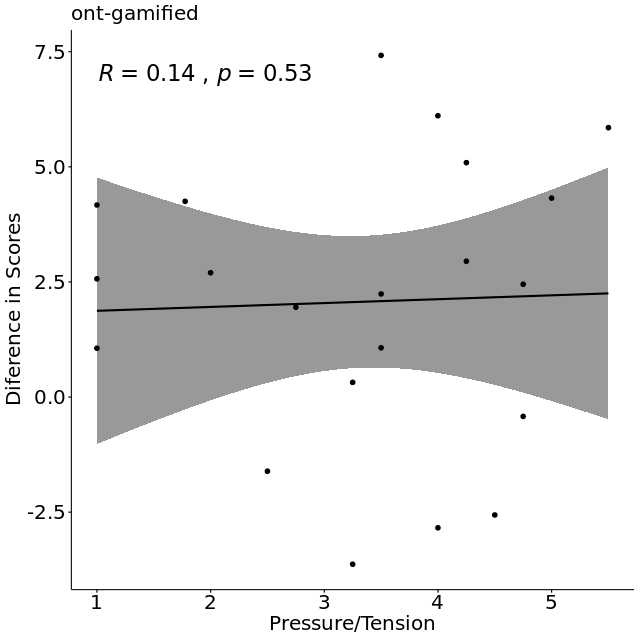 ont-gamified
R = 0.14 , p = 0.53
7.5
5.0
2.5
0.0
-2.5
Diference in Scores
1 2 3 4 5
Pressure/Tension